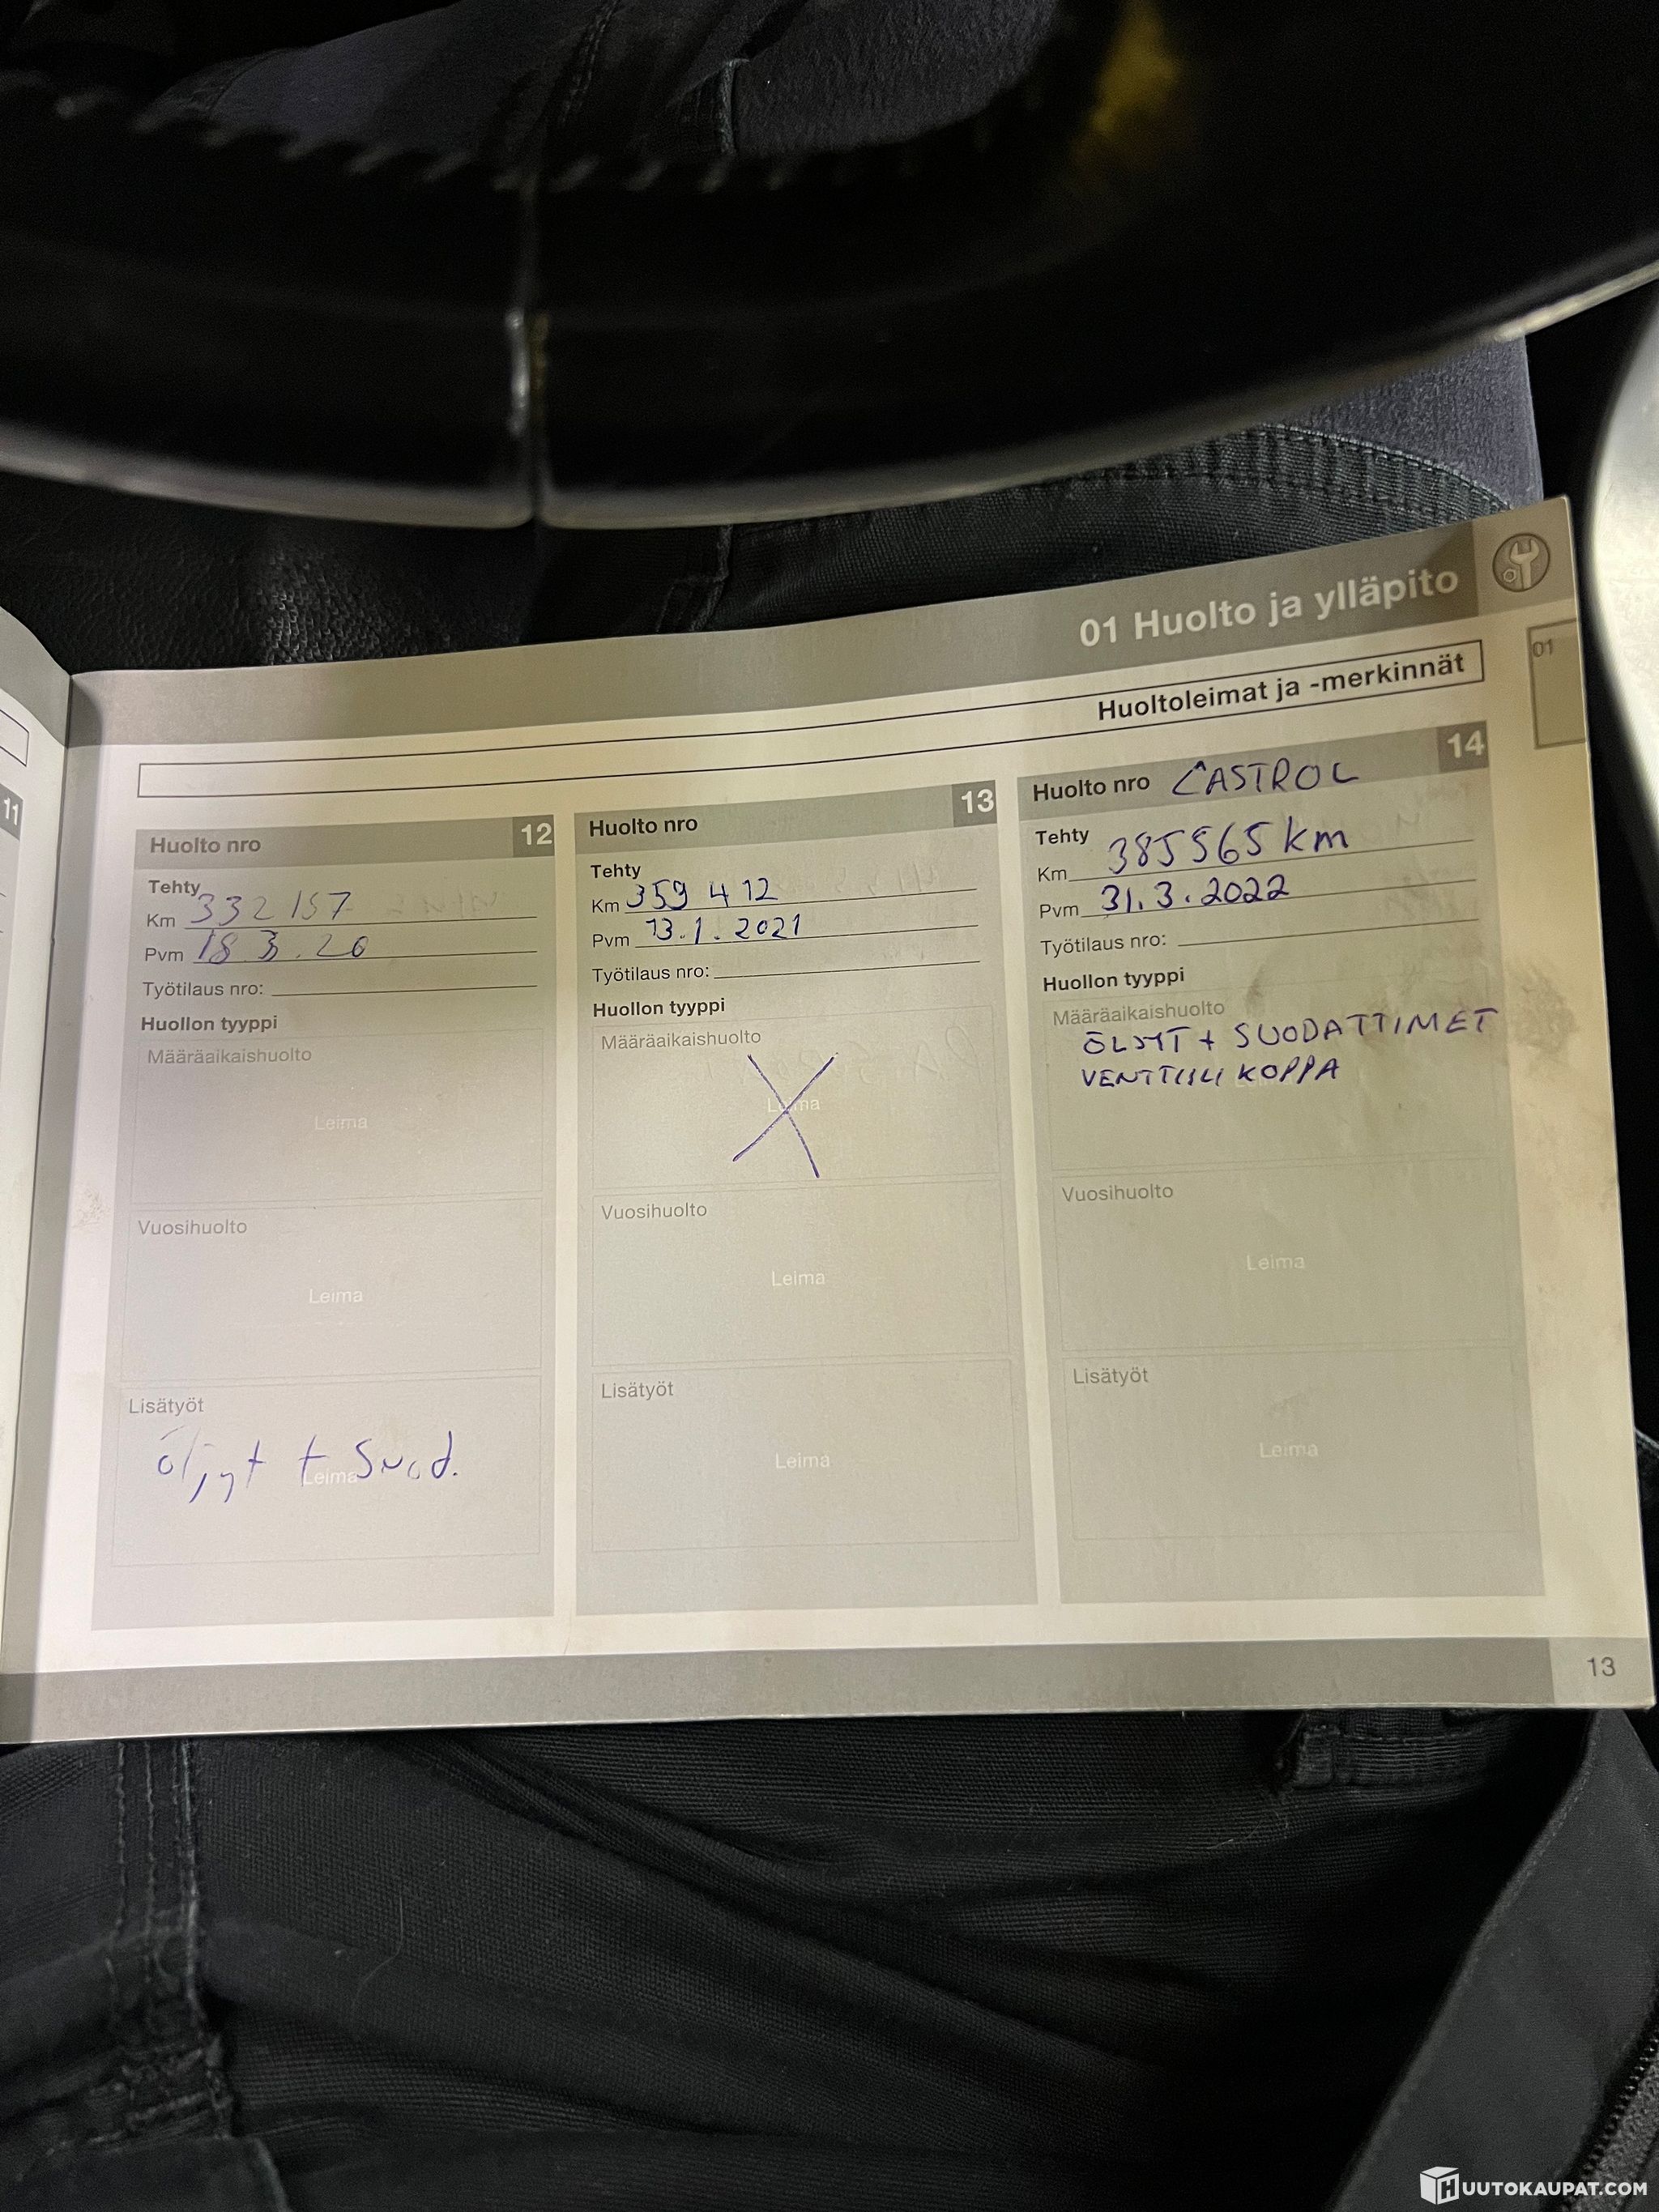 01 Huolto ja ylläpito
01
Huoltoleimat ja -merkinnät
11
Huolto nro 12
Tehty
Km 332 157
Pvm 18.3.20
Työtilaus nro:
Huollon tyyppi
Määräaikaishuolto
Leima
Vuosihuolto
Leima
Lisätyöt
öljyt + Suod.
Leima
Huolto nro 13
Tehty
Km 359 412
Pvm 13.1.2021
Työtilaus nro:
Huollon tyyppi
Määräaikaishuolto
Leima
X
Vuosihuolto
Leima
Lisätyöt
Leima
Huolto nro CASTROL 14
Tehty
Km 385565 km
Pvm 31.3.2022
Työtilaus nro:
Huollon tyyppi
Määräaikaishuolto
ÖLJYT + SUODATTIMET
VENTTIILI KOPPA
Vuosihuolto
Leima
Lisätyöt
Leima
13
HUUTOKAUPAT.COM